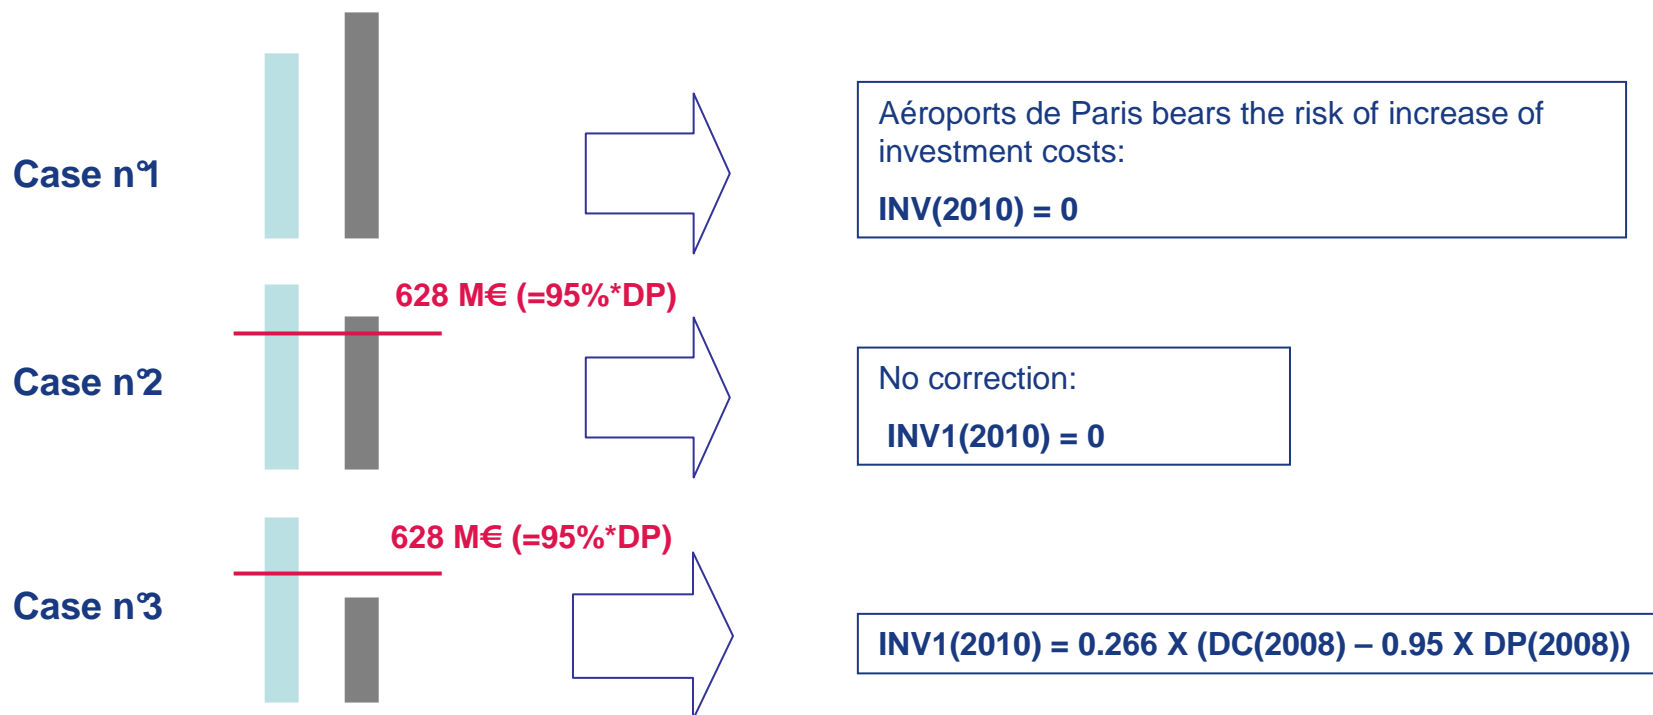 Case n°1
Aéroports de Paris bears the risk of increase of
investment costs:
INV(2010) = 0
628 M€ (=95%*DP)
Case n°2
No correction:
INV1(2010) = 0
628 M€ (=95%*DP)
Case n°3
INV1(2010) = 0.266 X (DC(2008) – 0.95 X DP(2008))